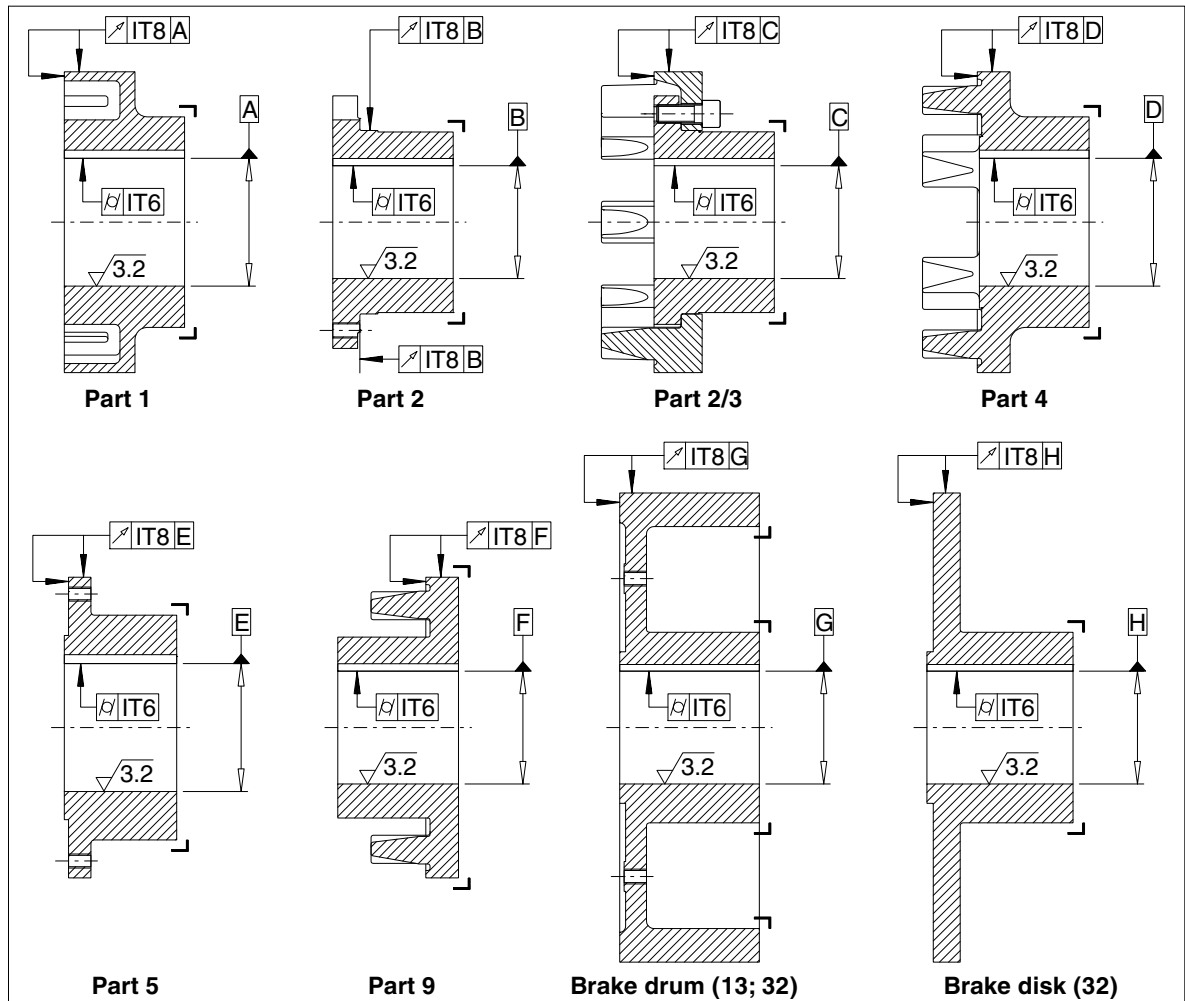 IT8 A
IT8 B
IT8 C
IT8 D
A
B
C
D
IT6
IT6
IT6
IT6
3.2
3.2
3.2
3.2
IT8 B
Part 1
Part 2
Part 2/3
Part 4
IT8 G
IT8 H
IT8 E
IT8 F
E
F
G
H
IT6
IT6
IT6
IT6
3.2
3.2
3.2
3.2
Part 5
Part 9
Brake drum (13; 32)
Brake disk (32)